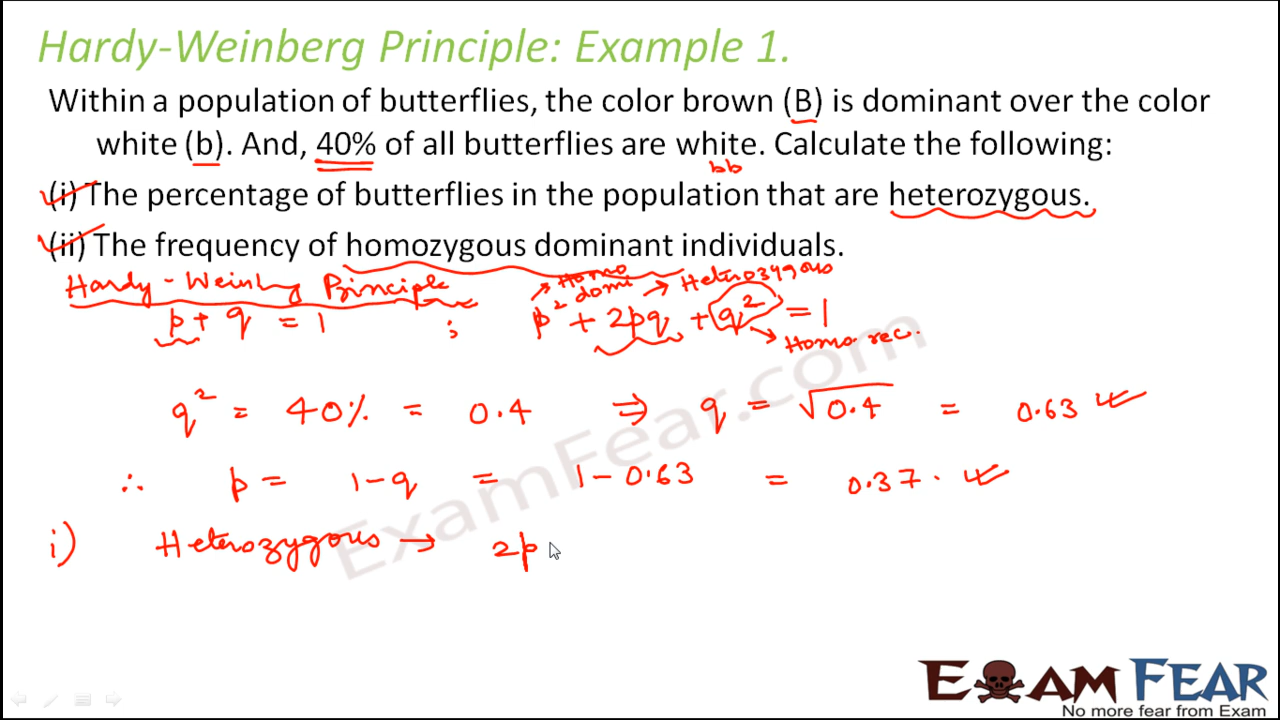 Hardy-Weinberg Principle: Example 1.
Within a population of butterflies, the color brown (B) is dominant over the color
white (b). And, 40% of all butterflies are white. Calculate the following:
bb
(i) The percentage of butterflies in the population that are heterozygous.
(ii) The frequency of homozygous dominant individuals.
Hardy-Weinberg Principle
Homo domi
Heterozygous
p + q = 1 ; p² + 2pq + q² = 1
Homo rec.
q² = 40% = 0.4 ⇒ q = √0.4 = 0.63
∴ p = 1-q = 1-0.63 = 0.37.
i) Heterozygous → 2p
ExamFear.com
EXAM FEAR
No more fear from Exam